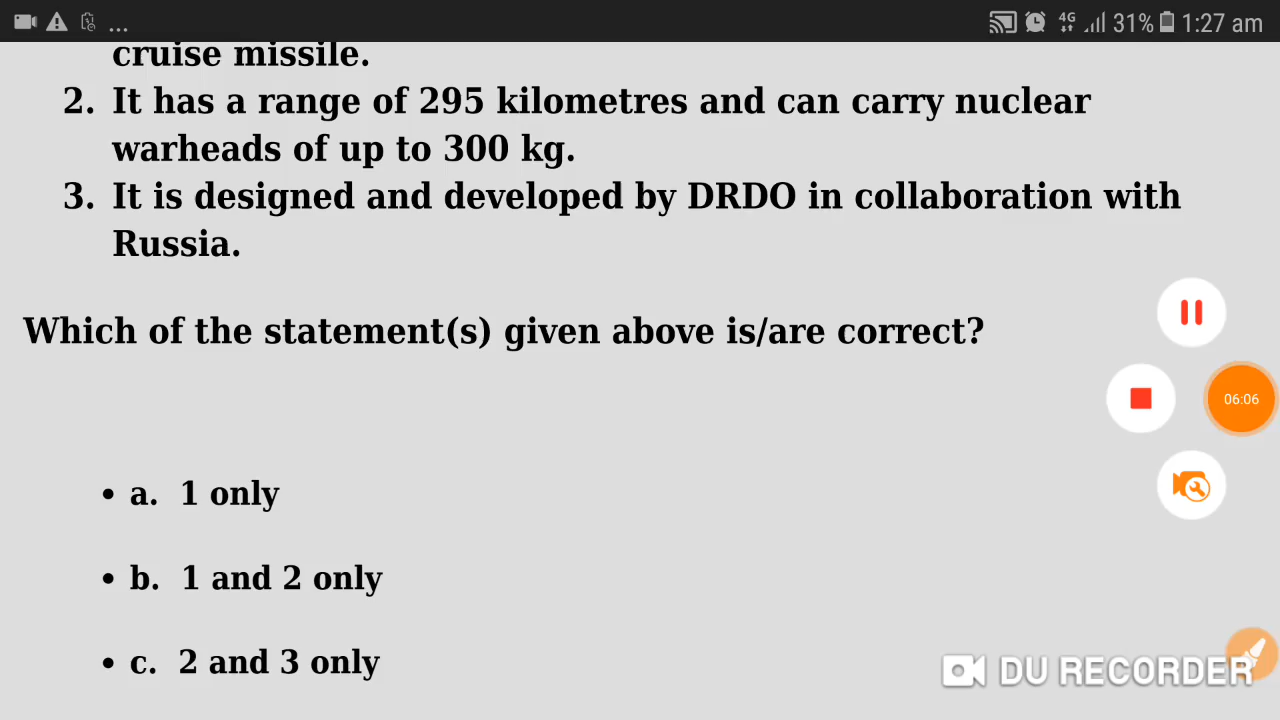 ... 4G 31% 1:27 am
cruise missile.
2. It has a range of 295 kilometres and can carry nuclear
warheads of up to 300 kg.
3. It is designed and developed by DRDO in collaboration with
Russia.
Which of the statement(s) given above is/are correct?
06:06
• a. 1 only
• b. 1 and 2 only
• c. 2 and 3 only
DU RECORDER